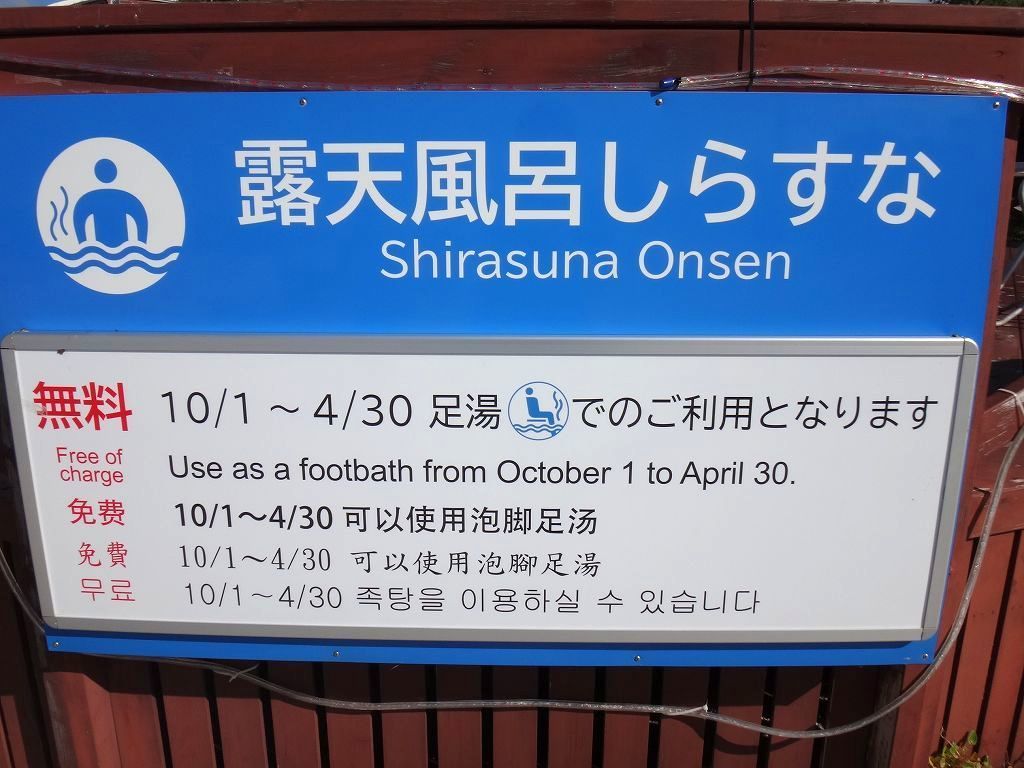 露天風呂しらすな
Shirasuna Onsen
無料 10/1 ~ 4/30 足湯 でのご利用となります
Free of charge Use as a footbath from October 1 to April 30.
免费 10/1～4/30 可以使用泡脚足汤
免費 10/1～4/30 可以使用泡腳足湯
무료 10/1～4/30 족탕을 이용하실 수 있습니다